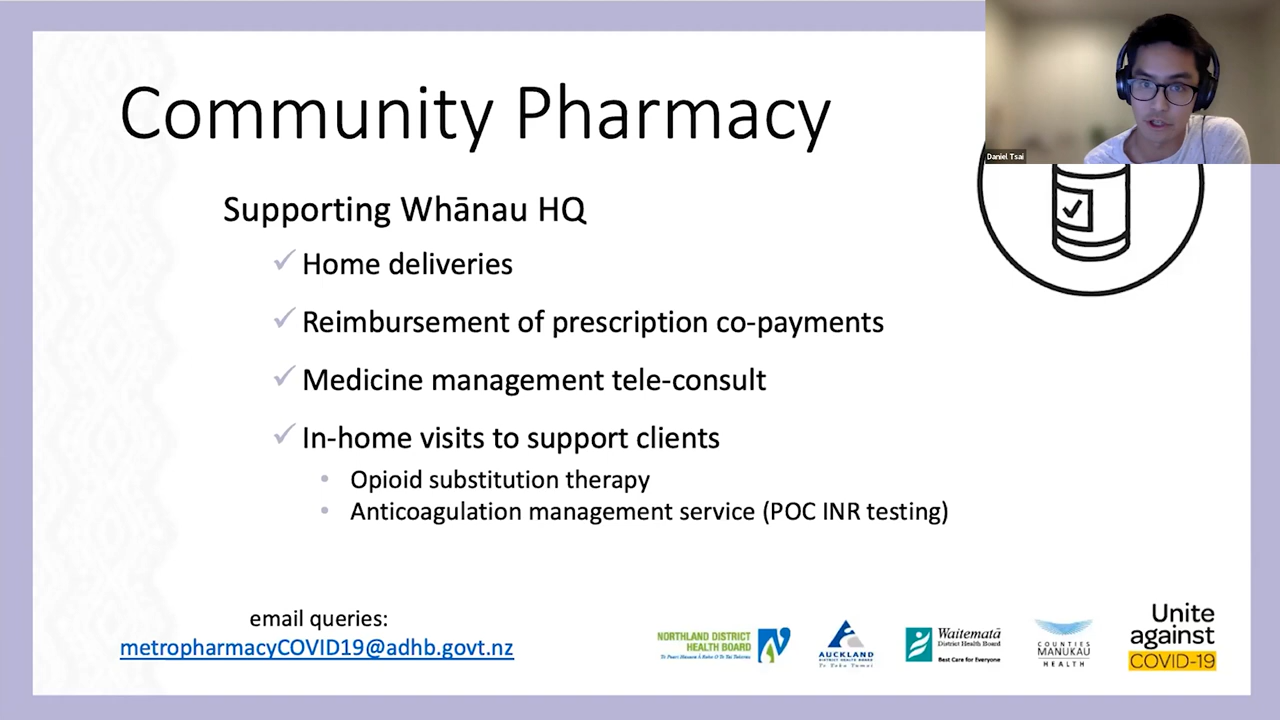 Community Pharmacy
Daniel Tsai
Supporting Whānau HQ
Home deliveries
Reimbursement of prescription co-payments
Medicine management tele-consult
In-home visits to support clients
Opioid substitution therapy
Anticoagulation management service (POC INR testing)
email queries:
metropharmacyCOVID19@adhb.govt.nz
NORTHLAND DISTRICT
HEALTH BOARD
AUCKLAND
DISTRICT HEALTH BOARD
Te Toka Tumai
Waitematā
District Health Board
Best Care for Everyone
COUNTIES
MANUKAU
HEALTH
Unite
against
COVID-19